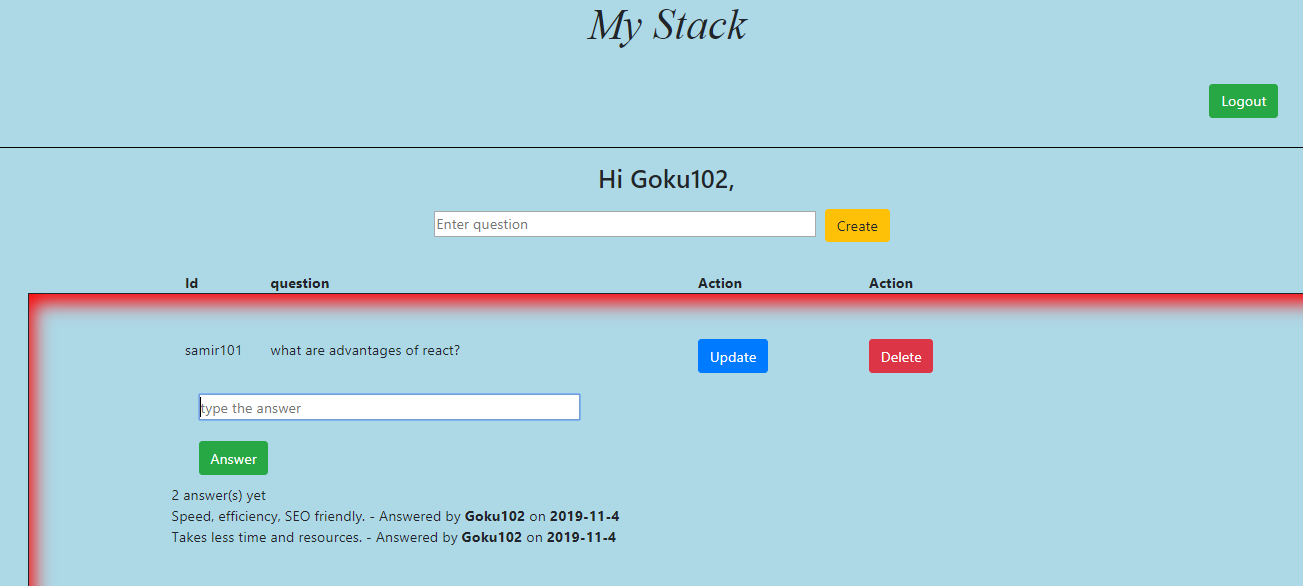 My Stack
Logout
Hi Goku102,
Enter question Create
Id question Action Action
samir101 what are advantages of react? Update Delete
type the answer
Answer
2 answer(s) yet
Speed, efficiency, SEO friendly. - Answered by Goku102 on 2019-11-4
Takes less time and resources. - Answered by Goku102 on 2019-11-4